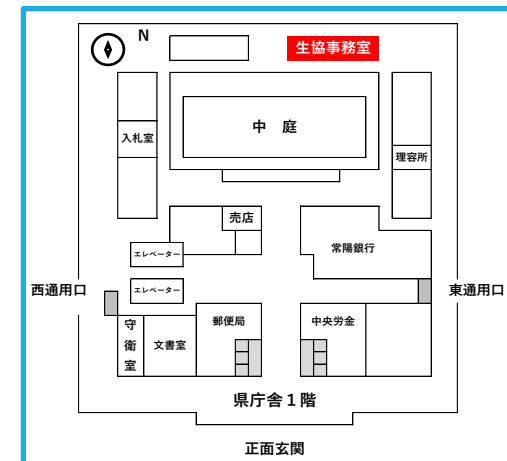 N
生協事務室
中 庭
入札室
理容所
売店
常陽銀行
エレベーター
西通用口
エレベーター
東通用口
守衛室
文書室
郵便局
中央労金
県庁舎１階
正面玄関